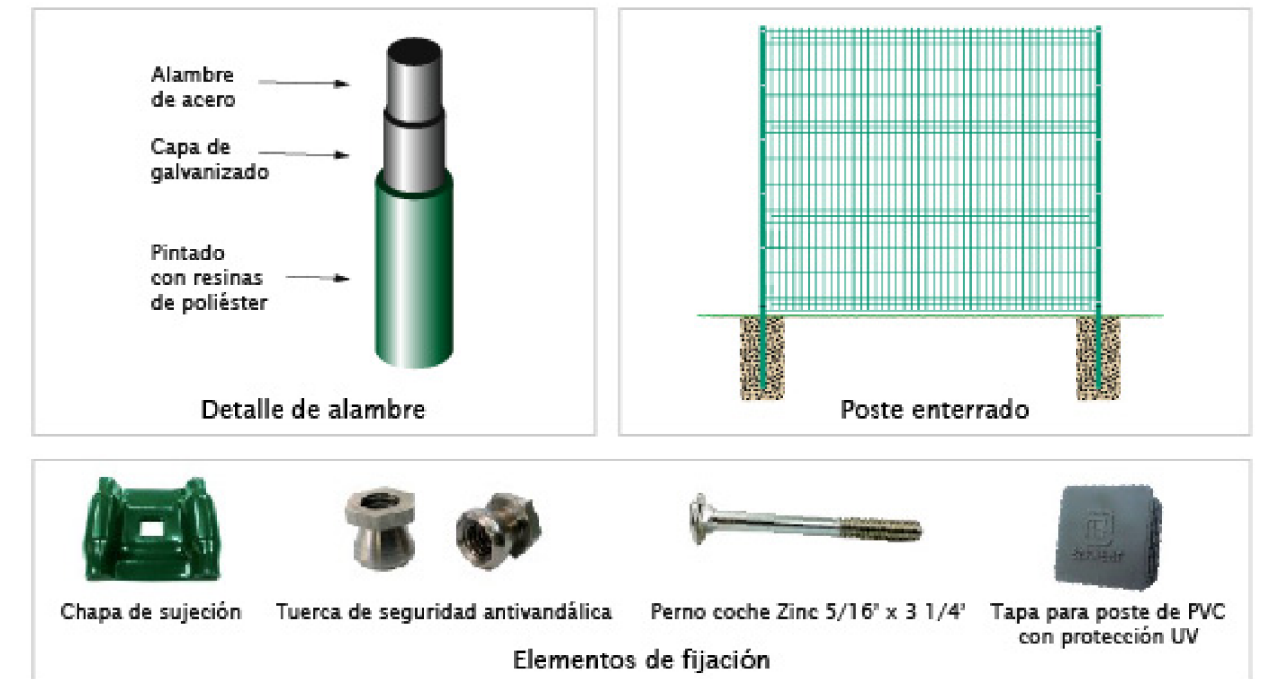 Alambre
de acero
Capa de
galvanizado
Pintado
con resinas
de poliéster
Detalle de alambre
Poste enterrado
Chapa de sujeción
Tuerca de seguridad antivandálica
Perno coche Zinc 5/16" x 3 1/4"
Tapa para poste de PVC
con protección UV
Elementos de fijación